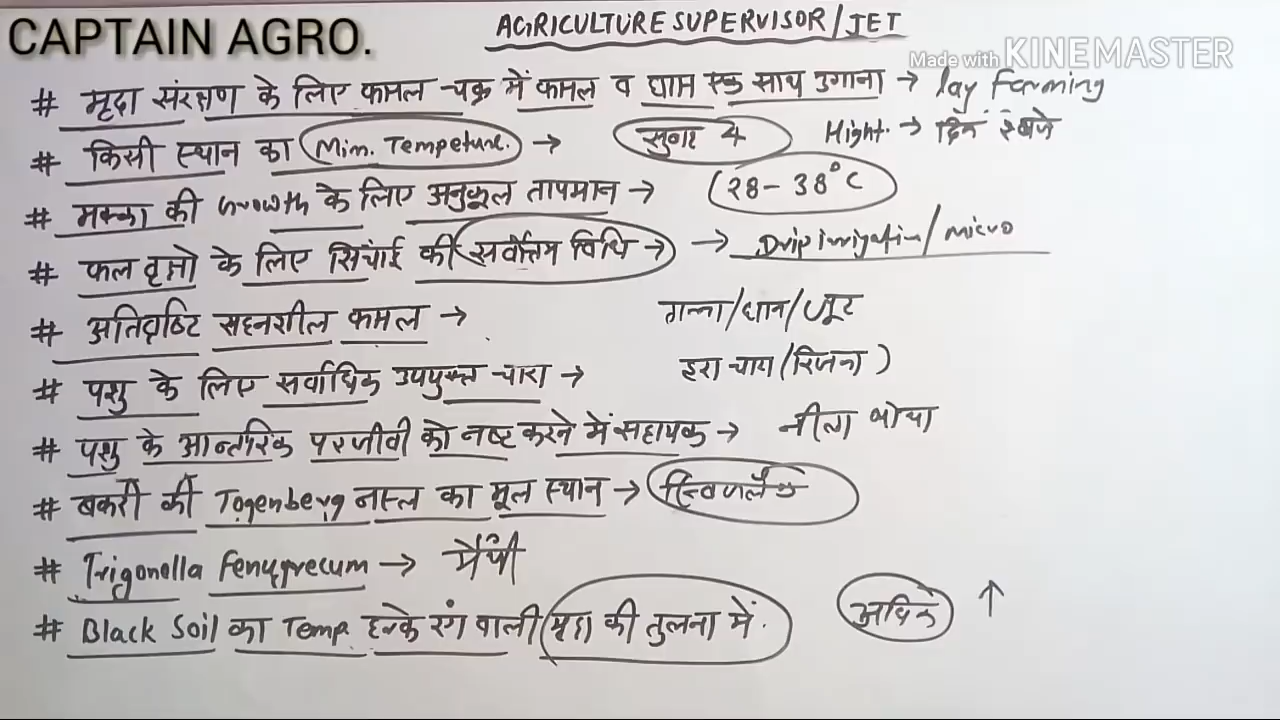 CAPTAIN AGRO.
AGRICULTURE SUPERVISOR/JET
Made with KINEMASTER
# मृदा संरक्षण के लिए फसल चक्र में फसल व घास एक साथ उगाना → lay Farming
# किसी स्थान का Mim. Tempeture. → सुबह 4 Hight. → दिन 2 बजे
# मक्का की Growth के लिए अनुकूल तापमान → (28-38°C
# फल वृक्षो के लिए सिचांई की सर्वोत्तम विधि → → Drip irrigation/micro
# अतिवृष्टि सहनशील फसल → गन्ना/धान/जूट
# पशु के लिए सर्वाधिक उपयुक्त चारा → हरा चारा (रिजका)
# पशु के आन्तरिक परजीवी को नष्ट करने में सहायक → नीला थोथा
# बकरी की Togenberg नस्ल का मूल स्थान → स्विजरलैण्ड
# Trigonella → मैथी
# Black Soil का Temp. हल्के रंग वाली मृदा की तुलना में. अधिक ↑